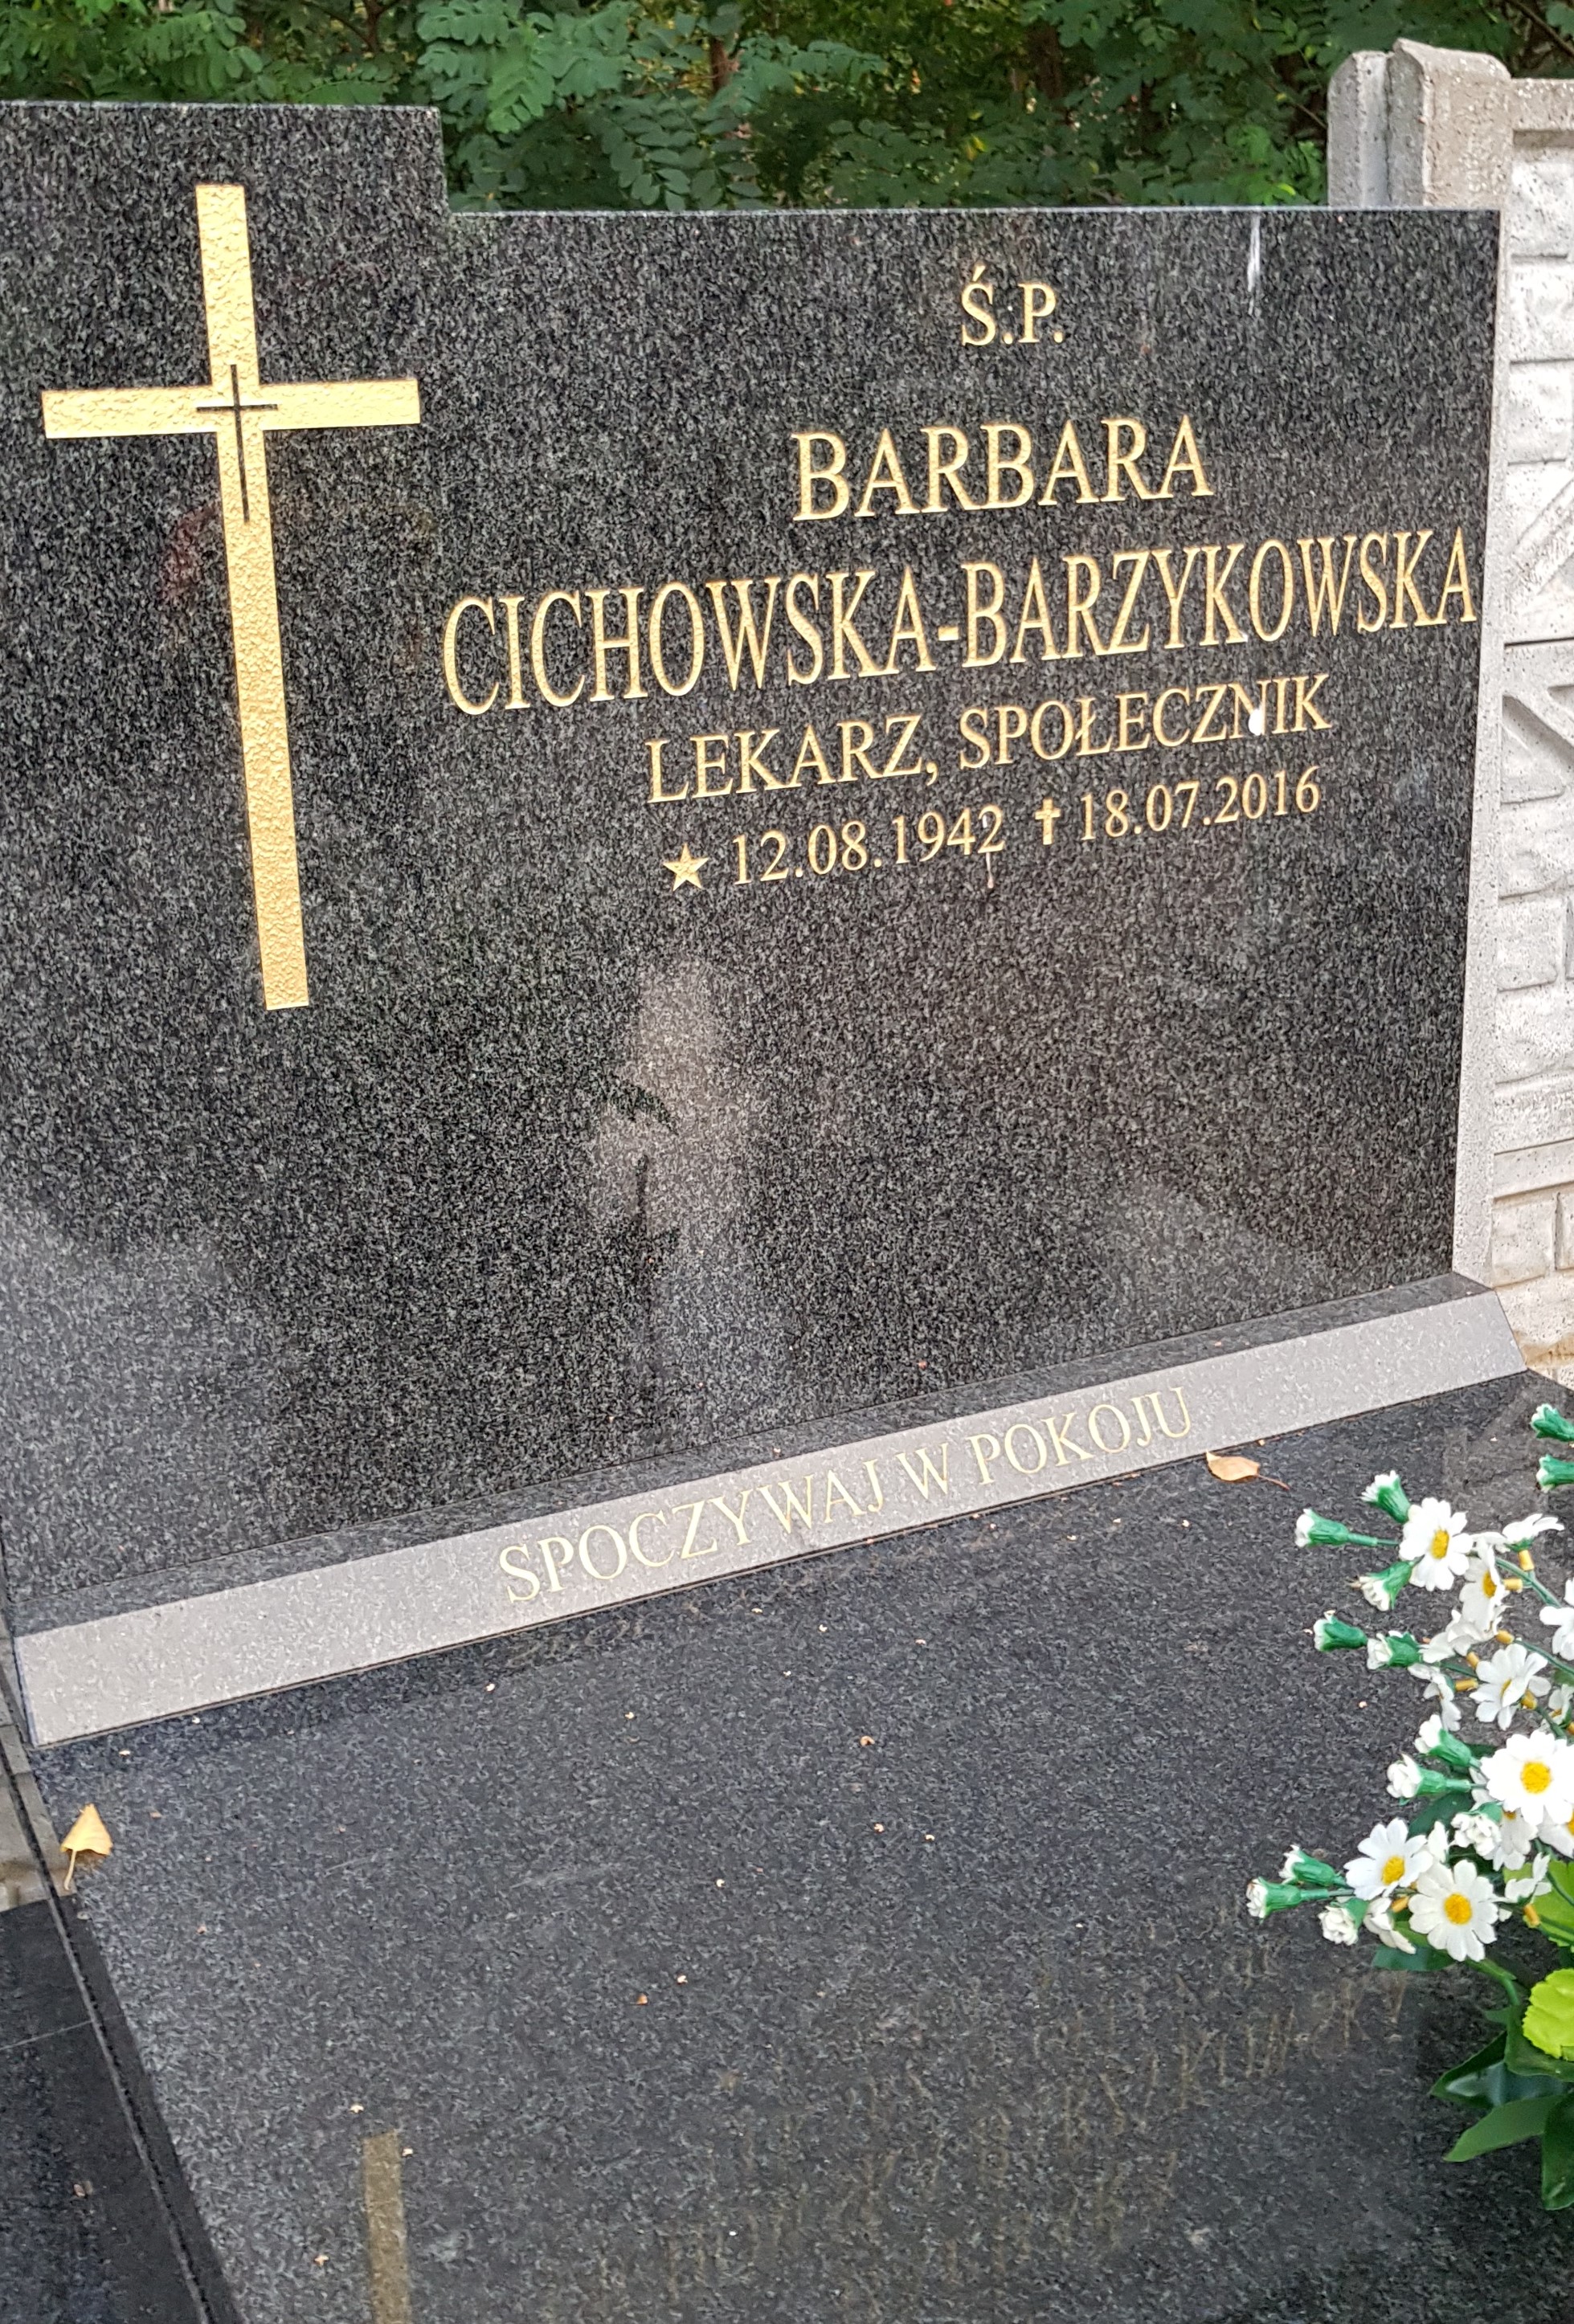 Ś.P.
BARBARA
CICHOWSKA-BARZYKOWSKA
LEKARZ, SPOŁECZNIK
★ 12.08.1942 ✝ 18.07.2016
SPOCZYWAJ W POKOJU